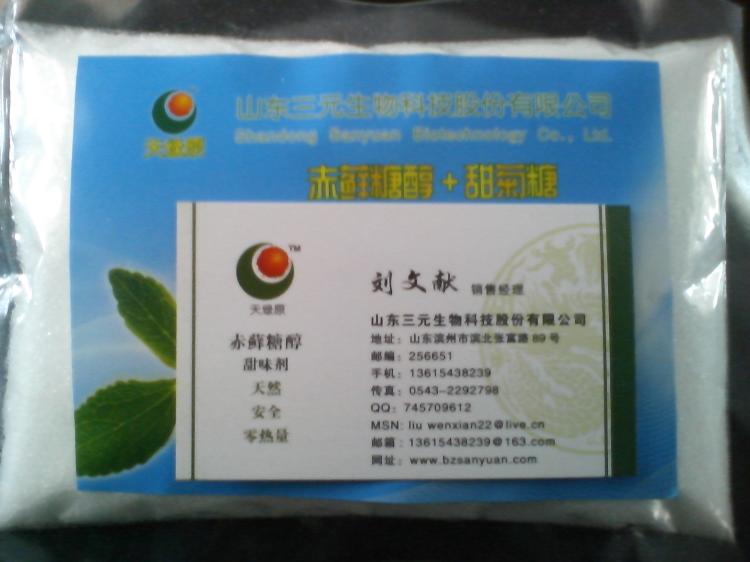 天缘原
山东三元生物科技股份有限公司
Shandong Sanyuan Biotechnology Co., Ltd.
赤藓糖醇 + 甜菊糖
TM
天缘原
赤藓糖醇
甜味剂
天然
安全
零热量
刘文献 销售经理
山东三元生物科技股份有限公司
地址：山东滨州市滨北张富路 89 号
邮编：256651
手机：13615438239
传真：0543-2292798
QQ：745709612
MSN: liu wenxian22@live.cn
邮箱：13615438239@163.com
网址：www.bzsanyuan.com